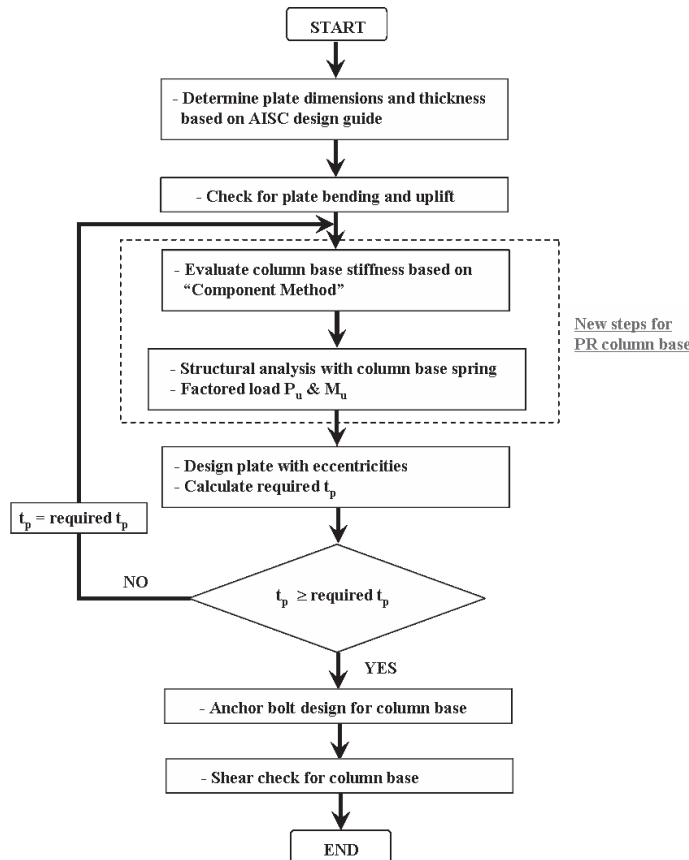 START
- Determine plate dimensions and thickness
based on AISC design guide
- Check for plate bending and uplift
- Evaluate column base stiffness based on
“Component Method”
New steps for
PR column base
- Structural analysis with column base spring
- Factored load Pu & Mu
- Design plate with eccentricities
- Calculate required tp
tp = required tp
NO
tp ≥ required tp
YES
- Anchor bolt design for column base
- Shear check for column base
END